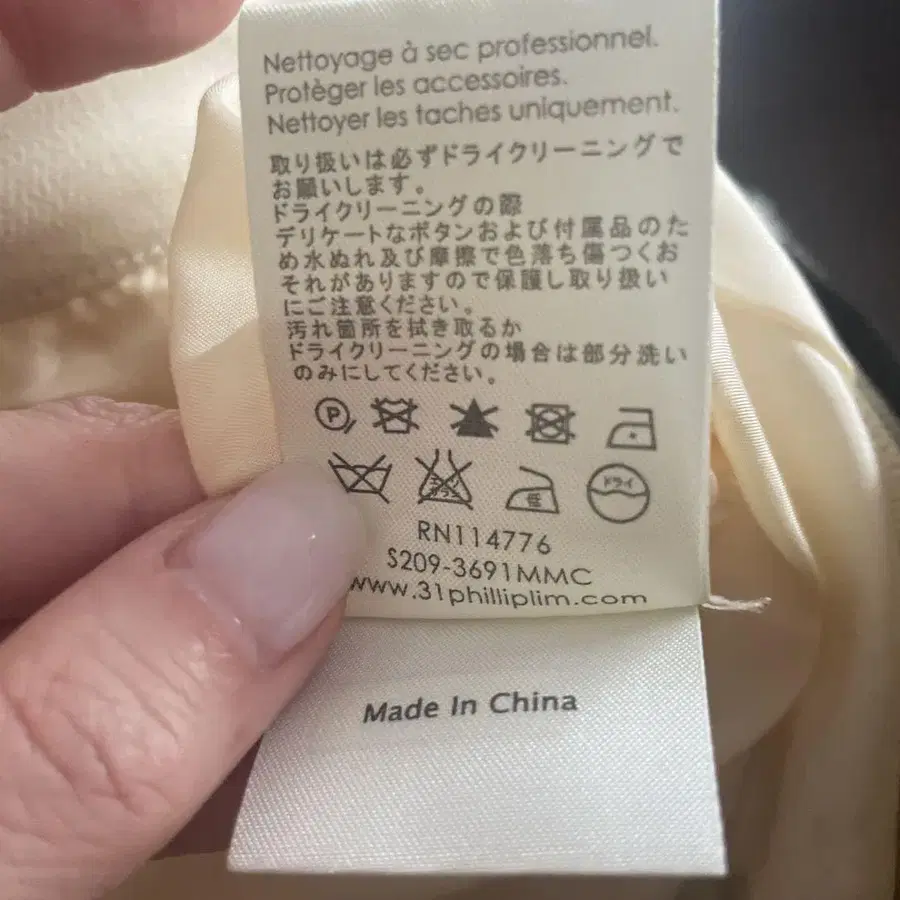 Nettoyage à sec professionnel.
Protèger les accessoires.
Nettoyer les taches uniquement.
取り扱いは必ずドライクリーニングで
お願いします。
ドライクリーニングの際
デリケートなボタンおよび付属品のた
め水ぬれ及び摩擦で色落ち傷つくお
それがありますので保護し取り扱い
にご注意ください。
汚れ箇所を拭き取るか
ドライクリーニングの場合は部分洗い
のみにしてください。
P
低 ドライ
RN114776
S209-3691MMC
www.31philliplim.com
Made In China